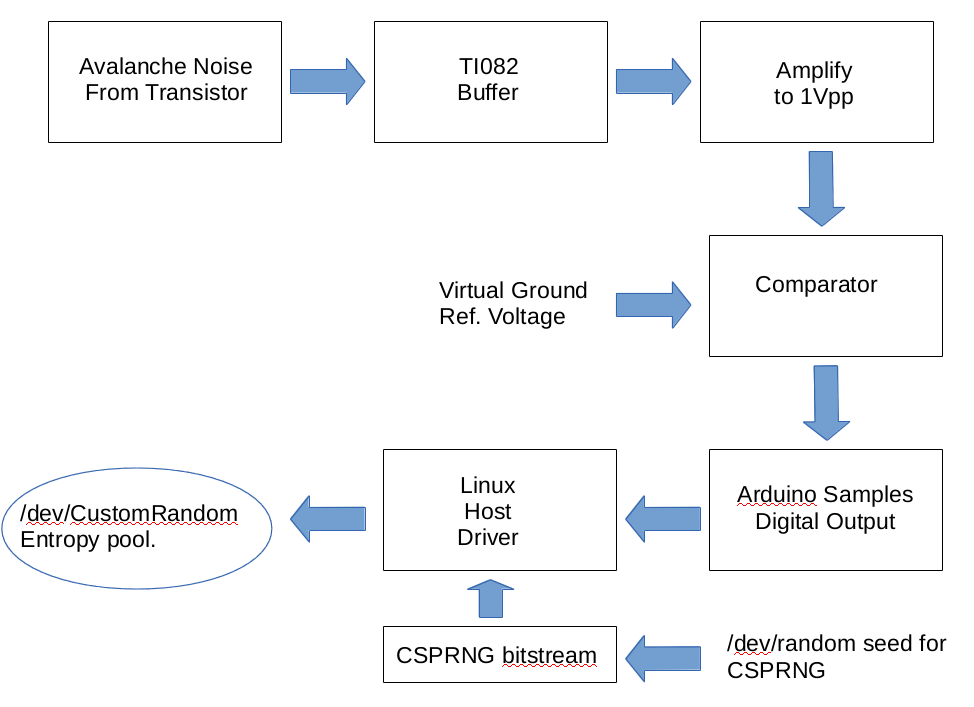 Avalanche Noise
From Transistor
TI082
Buffer
Amplify
to 1Vpp
Virtual Ground
Ref. Voltage
Comparator
/dev/CustomRandom
Entropy pool.
Linux
Host
Driver
Arduino Samples
Digital Output
CSPRNG bitstream
/dev/random seed for
CSPRNG